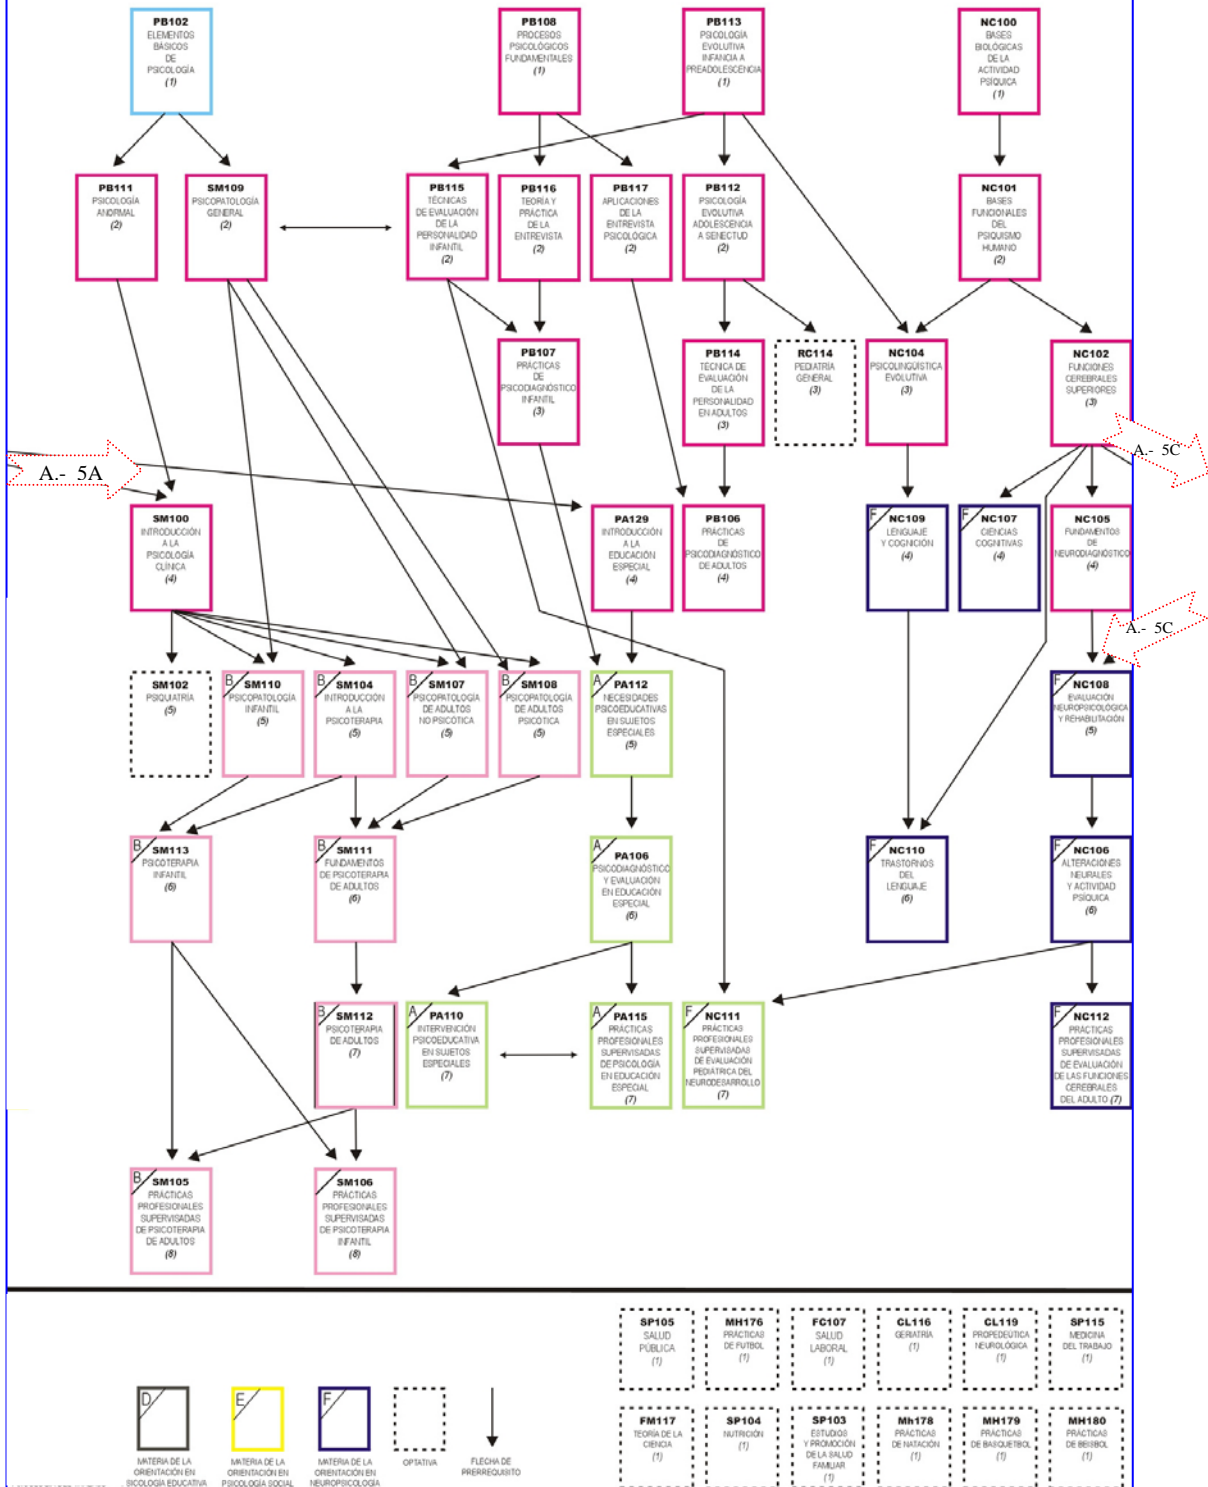 PB102
ELEMENTOS
BÁSICOS
DE
PSICOLOGÍA
(1)
PB108
PROCESOS
PSICOLÓGICOS
FUNDAMENTALES
(1)
PB113
PSICOLOGÍA
EVOLUTIVA
INFANCIA A
PREADOLESCENCIA
(1)
NC100
BASES
BIOLÓGICAS
DE LA
ACTIVIDAD
PSIQUICA
(1)
PB111
PSICOLOGÍA
ANORMAL
(2)
SM109
PSICOPATOLOGÍA
GENERAL
(2)
PB115
TÉCNICAS
DE EVALUACIÓN
DE LA
PERSONALIDAD
INFANTIL
(2)
PB116
TEORÍA Y
PRÁCTICA
DE LA
ENTREVISTA
(2)
PB117
APLICACIONES
DE LA
ENTREVISTA
PSICOLÓGICA
(2)
PB112
PSICOLOGÍA
EVOLUTIVA
ADOLESCENCIA
A SENECTUD
(2)
NC101
BASES
FUNCIONALES
DEL
PSIQUISMO
HUMANO
(2)
PB107
PRÁCTICAS
DE
PSICODIAGNÓSTICO
INFANTIL
(3)
PB114
TECNICA DE
EVALUACIÓN
DE LA
PERSONALIDAD
EN ADULTOS
(3)
RC114
PEDIATRÍA
GENERAL
(3)
NC104
PSICOLINGÜÍSTICA
EVOLUTIVA
(3)
NC102
FUNCIONES
CEREBRALES
SUPERIORES
(3)
A.- 5A
A.- 5C
SM100
INTRODUCCIÓN
A LA
PSICOLOGÍA
CLÍNICA
(4)
PA129
INTRODUCCIÓN
A LA
EDUCACIÓN
ESPECIAL
(4)
PB106
PRÁCTICAS
DE
PSICODIAGNÓSTICO
DE ADULTOS
(4)
F
NC109
LENGUAJE
Y COGNICIÓN
(4)
F
NC107
CIENCIAS
COGNITIVAS
(4)
NC105
FUNDAMENTOS
DE
NEURODIAGNÓSTICO
(4)
A.- 5C
SM102
PSIQUIATRÍA
(5)
B
SM110
PSICOPATOLOGÍA
INFANTIL
(5)
B
SM104
INTRODUCCIÓN
A LA
PSICOTERAPIA
(5)
B
SM107
PSICOPATOLOGÍA
DE ADULTOS
NO PSICÓTICA
(5)
B
SM108
PSICOPATOLOGÍA
DE ADULTOS
PSICÓTICA
(5)
A
PA112
NECESIDADES
PSICOEDUCATIVAS
EN SUJETOS
ESPECIALES
(5)
F
NC108
EVALUACIÓN
NEUROPSICOLÓGICA
Y REHABILITACIÓN
(5)
B
SM113
PSICOTERAPIA
INFANTIL
(6)
B
SM111
FUNDAMENTOS
DE PSICOTERAPIA
DE ADULTOS
(6)
A
PA106
PSICODIAGNÓSTICO
Y EVALUACIÓN
EN EDUCACIÓN
ESPECIAL
(6)
F
NC110
TRASTORNOS
DEL
LENGUAJE
(6)
F
NC106
ALTERACIONES
NEURALES
Y ACTIVIDAD
PSÍQUICA
(6)
B
SM112
PSICOTERAPIA
DE ADULTOS
(7)
A
PA110
INTERVENCIÓN
PSICOEDUCATIVA
EN SUJETOS
ESPECIALES
(7)
A
PA115
PRÁCTICAS
PROFESIONALES
SUPERVISADAS
DE PSICOLOGÍA
EN EDUCACIÓN
ESPECIAL
(7)
F
NC111
PRÁCTICAS
PROFESIONALES
SUPERVISADAS
DE EVALUACIÓN
PEDIÁTRICA DEL
NEURODESARROLLO
(7)
F
NC112
PRÁCTICAS
PROFESIONALES
SUPERVISADAS
DE EVALUACIÓN
DE LAS FUNCIONES
CEREBRALES
DEL ADULTO (7)
B
SM105
PRÁCTICAS
PROFESIONALES
SUPERVISADAS
DE PSICOTERAPIA
DE ADULTOS
(8)
SM106
PRÁCTICAS
PROFESIONALES
SUPERVISADAS
DE PSICOTERAPIA
INFANTIL
(8)
SP105
SALUD
PÚBLICA
(1)
MH176
PRÁCTICAS
DE FUTBOL
(1)
FC107
SALUD
LABORAL
(1)
CL116
GERIATRÍA
(1)
CL119
PROPEDEÚTICA
NEUROLÓGICA
(1)
SP115
MEDICINA
DEL TRABAJO
(1)
FM117
TEORÍA DE LA
CIENCIA
(1)
SP104
NUTRICIÓN
(1)
SP103
ESTUDIOS
Y PROMOCIÓN
DE LA SALUD
FAMILIAR
(1)
Mh178
PRÁCTICAS
DE NATACIÓN
(1)
MH179
PRÁCTICAS
DE BASQUETBOL
(1)
MH180
PRÁCTICAS
DE BEISBOL
(1)
D
MATERIA DE LA
ORIENTACIÓN EN
PSICOLOGÍA EDUCATIVA
E
MATERIA DE LA
ORIENTACIÓN EN
PSICOLOGÍA SOCIAL
F
MATERIA DE LA
ORIENTACIÓN EN
NEUROPSICOLOGÍA
OPTATIVA
FLECHA DE
PRERREQUISITO